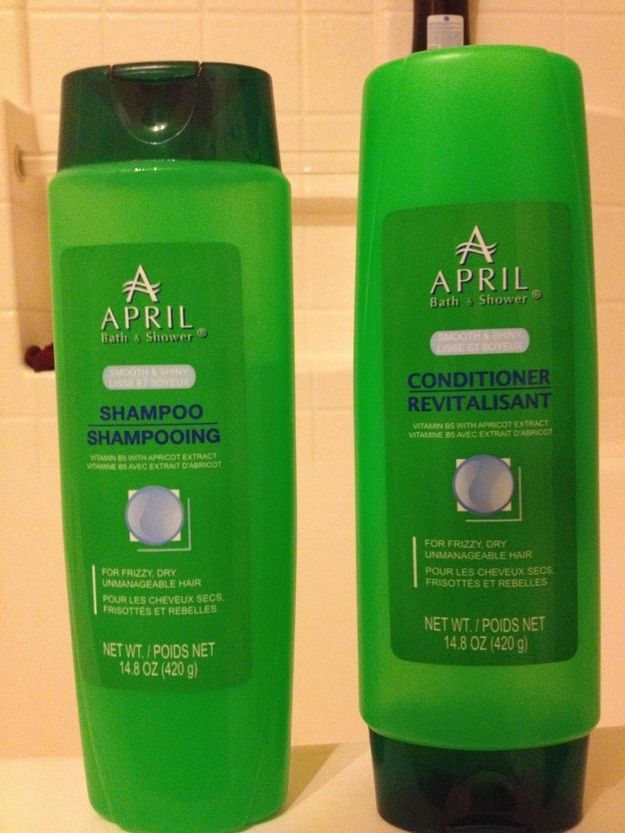 APRIL
Bath & Shower ®
SMOOTH & SHINY
LISSE ET SOYEUX
SHAMPOO
SHAMPOOING
VITAMIN B5 WITH APRICOT EXTRACT
VITAMINE B5 AVEC EXTRAIT D'ABRICOT
FOR FRIZZY, DRY
UNMANAGEABLE HAIR
POUR LES CHEVEUX SECS,
FRISOTTÉS ET REBELLES
NET WT. / POIDS NET
14.8 OZ (420 g)
APRIL
Bath & Shower ®
SMOOTH & SHINY
LISSE ET SOYEUX
CONDITIONER
REVITALISANT
VITAMIN B5 WITH APRICOT EXTRACT
VITAMINE B5 AVEC EXTRAIT D'ABRICOT
FOR FRIZZY, DRY
UNMANAGEABLE HAIR
POUR LES CHEVEUX SECS,
FRISOTTÉS ET REBELLES
NET WT. / POIDS NET
14.8 OZ (420 g)